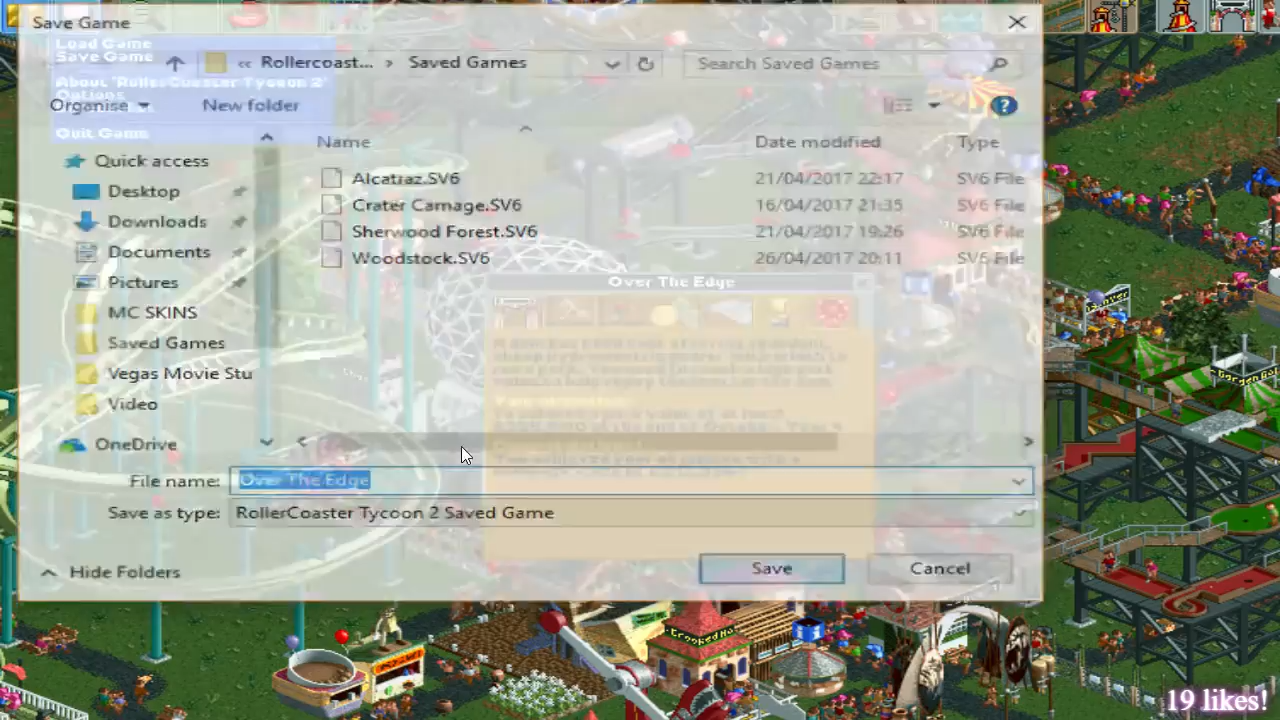 Save Game
Load Game
Save Game
Rollercoast... > Saved Games
Search Saved Games
About 'RollerCoaster Tycoon 2'
Options
Organise
New folder
Quit Game
Name
Date modified
Type
Quick access
Alcatraz.SV6
21/04/2017 22:17
SV6 File
Desktop
Crater Carnage.SV6
16/04/2017 21:35
SV6 File
Downloads
Sherwood Forest.SV6
21/04/2017 19:26
SV6 File
Documents
Woodstock.SV6
26/04/2017 20:11
SV6 File
Pictures
Over The Edge
MC SKINS
Saved Games
Vegas Movie Stu
Video
OneDrive
File name:
Over The Edge
Save as type:
RollerCoaster Tycoon 2 Saved Game
Hide Folders
Save
Cancel
19 likes!